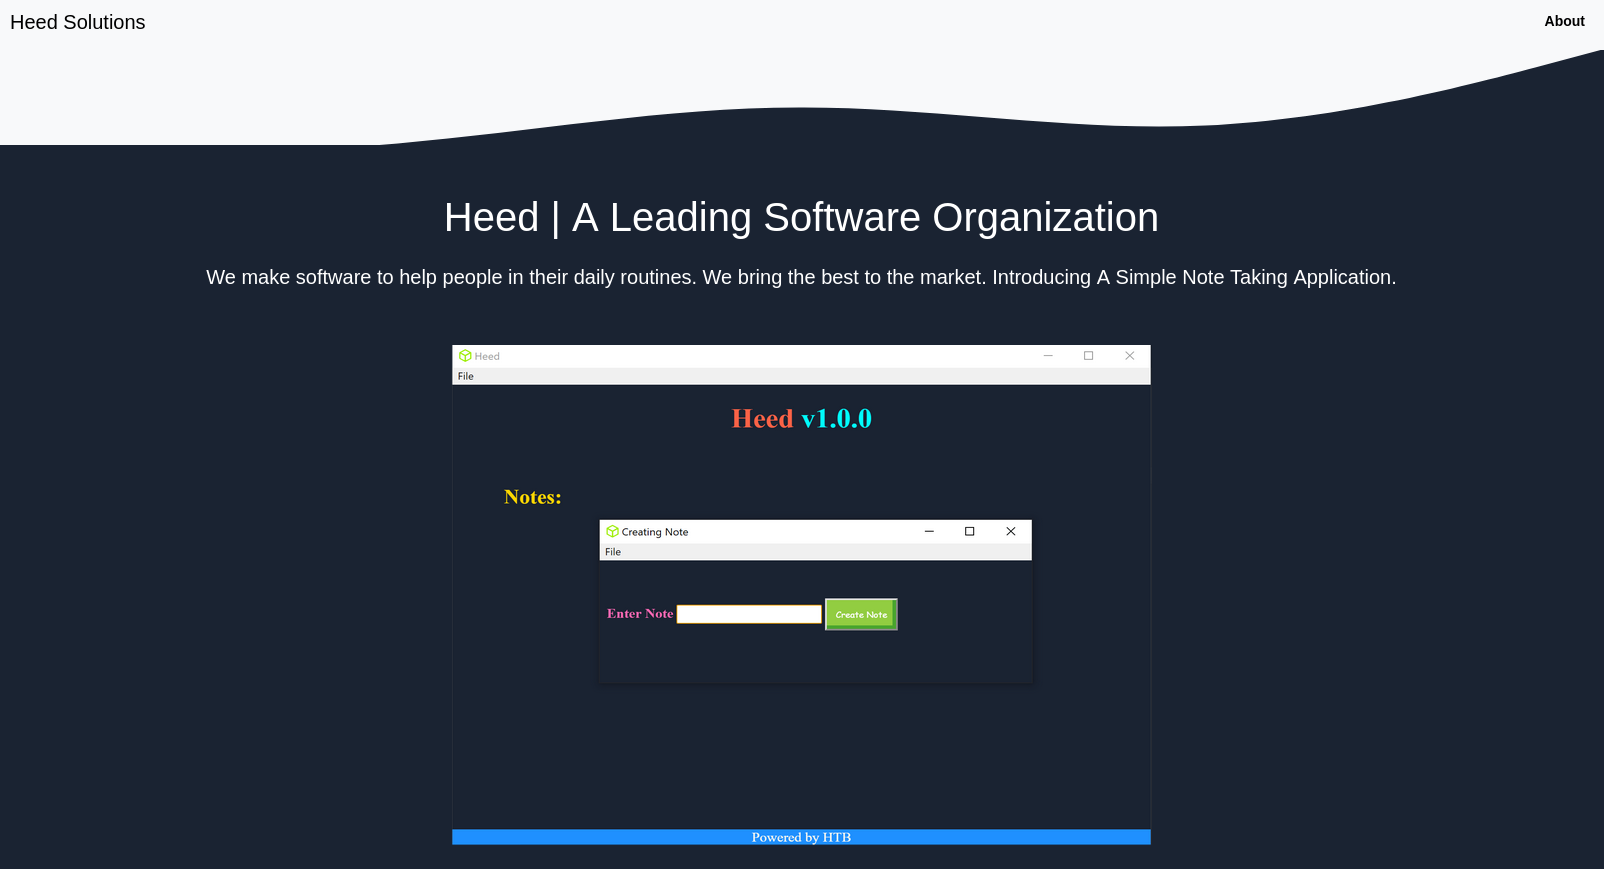 Heed Solutions
About
Heed | A Leading Software Organization
We make software to help people in their daily routines. We bring the best to the market. Introducing A Simple Note Taking Application.
Heed
File
Heed v1.0.0
Notes:
Creating Note
File
Enter Note
Create Note
Powered by HTB